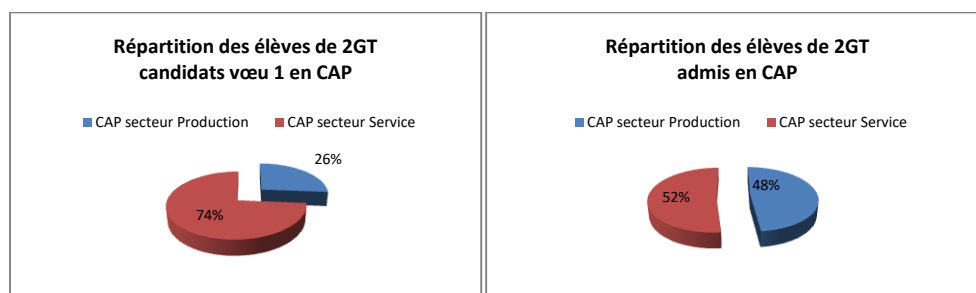 Répartition des élèves de 2GT
candidats vœu 1 en CAP
CAP secteur Production
CAP secteur Service
26%
74%
Répartition des élèves de 2GT
admis en CAP
CAP secteur Production
CAP secteur Service
48%
52%